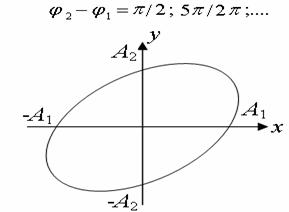 φ₂ − φ₁ = π/2 ; 5π/2 π ;....
y
A₂
-A₁
A₁
x
-A₂